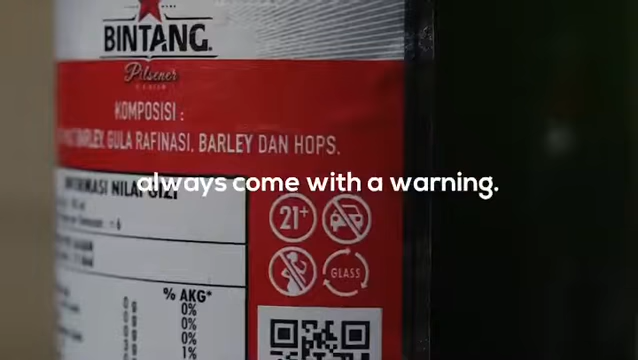 BINTANG.
Pilsener
KOMPOSISI :
GULA RAFINASI, BARLEY DAN HOPS.
always come with a warning.
INFORMASI NILAI GIZI
21+
GLASS
% AKG*
0%
0%
0%
1%